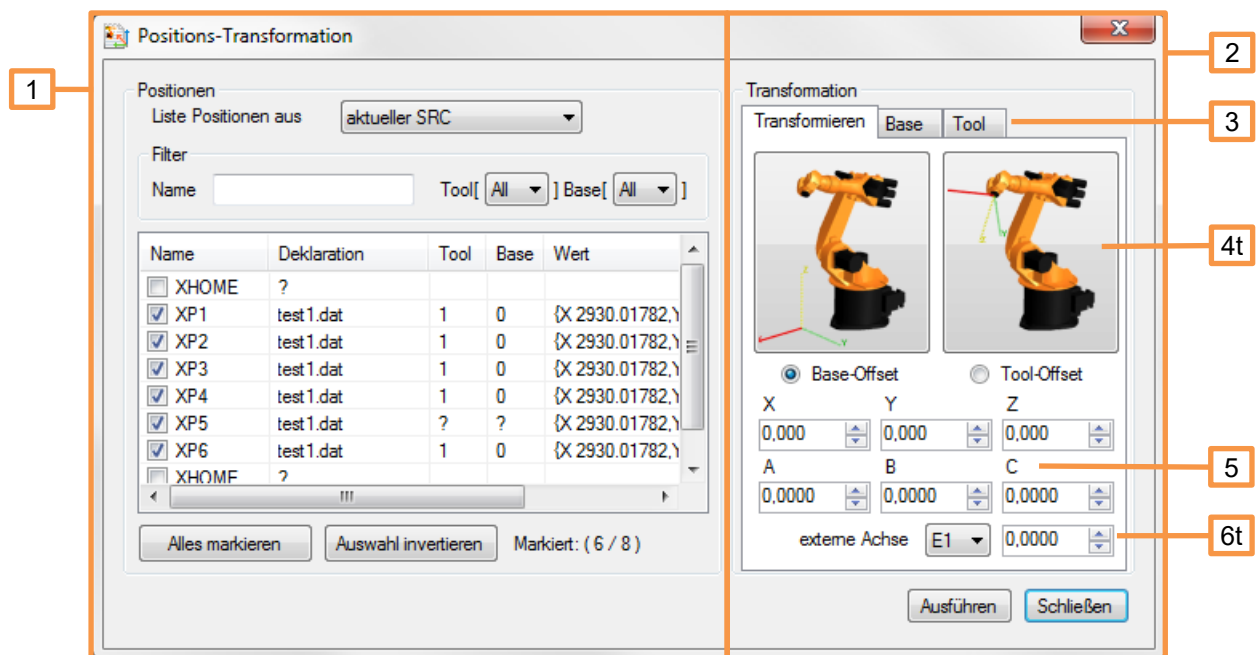 Positions-Transformation
1
2
Positionen
Liste Positionen aus aktueller SRC
Filter
Name Tool[ All ] Base[ All ]
Name Deklaration Tool Base Wert
XHOME ?
XP1 test1.dat 1 0 {X 2930.01782,Y
XP2 test1.dat 1 0 {X 2930.01782,Y
XP3 test1.dat 1 0 {X 2930.01782,Y
XP4 test1.dat 1 0 {X 2930.01782,Y
XP5 test1.dat ? ? {X 2930.01782,Y
XP6 test1.dat 1 0 {X 2930.01782,Y
XHOME ?
Alles markieren Auswahl invertieren Markiert: ( 6 / 8 )
Transformation
Transformieren Base Tool
3
Z
X
Y
Z
Y
4t
Base-Offset Tool-Offset
X Y Z
0,000 0,000 0,000
A B C
5
0,0000 0,0000 0,0000
externe Achse E1 0,0000
6t
Ausführen Schließen